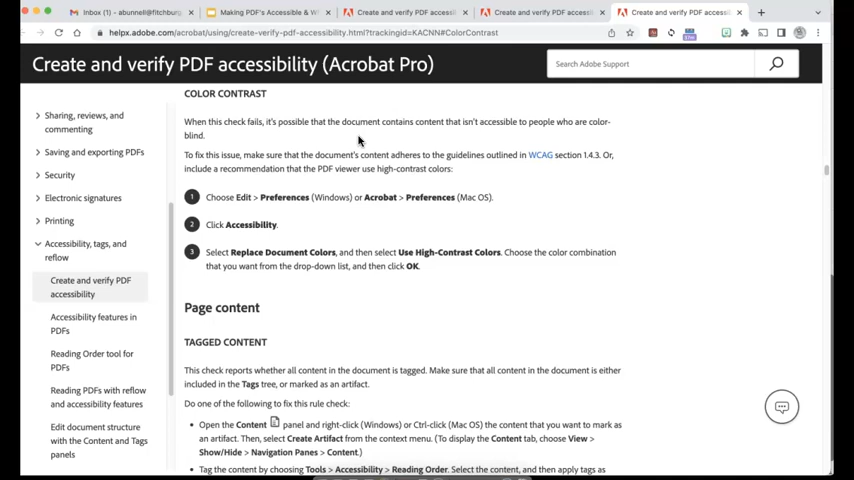 Inbox (3) - abunnell@fitchburg
Making PDF's Accessible & W
Create and verify PDF accessi
Create and verify PDF accessi
Create and verify PDF accessi
helpx.adobe.com/acrobat/using/create-verify-pdf-accessibility.html?trackingid=KACNN#ColorContrast
Create and verify PDF accessibility (Acrobat Pro)
Search Adobe Support
Sharing, reviews, and
commenting
Saving and exporting PDFs
Security
Electronic signatures
Printing
Accessibility, tags, and
reflow
Create and verify PDF
accessibility
Accessibility features in
PDFs
Reading Order tool for
PDFs
Reading PDFs with reflow
and accessibility features
Edit document structure
with the Content and Tags
panels
COLOR CONTRAST
When this check fails, it's possible that the document contains content that isn't accessible to people who are color-
blind.
To fix this issue, make sure that the document's content adheres to the guidelines outlined in WCAG section 1.4.3. Or,
include a recommendation that the PDF viewer use high-contrast colors:
1 Choose Edit > Preferences (Windows) or Acrobat > Preferences (Mac OS).
2 Click Accessibility.
3 Select Replace Document Colors, and then select Use High-Contrast Colors. Choose the color combination
that you want from the drop-down list, and then click OK.
Page content
TAGGED CONTENT
This check reports whether all content in the document is tagged. Make sure that all content in the document is either
included in the Tags tree, or marked as an artifact.
Do one of the following to fix this rule check:
• Open the Content panel and right-click (Windows) or Ctrl-click (Mac OS) the content that you want to mark as
an artifact. Then, select Create Artifact from the context menu. (To display the Content tab, choose View >
Show/Hide > Navigation Panes > Content.)
• Tag the content by choosing Tools > Accessibility > Reading Order. Select the content, and then apply tags as